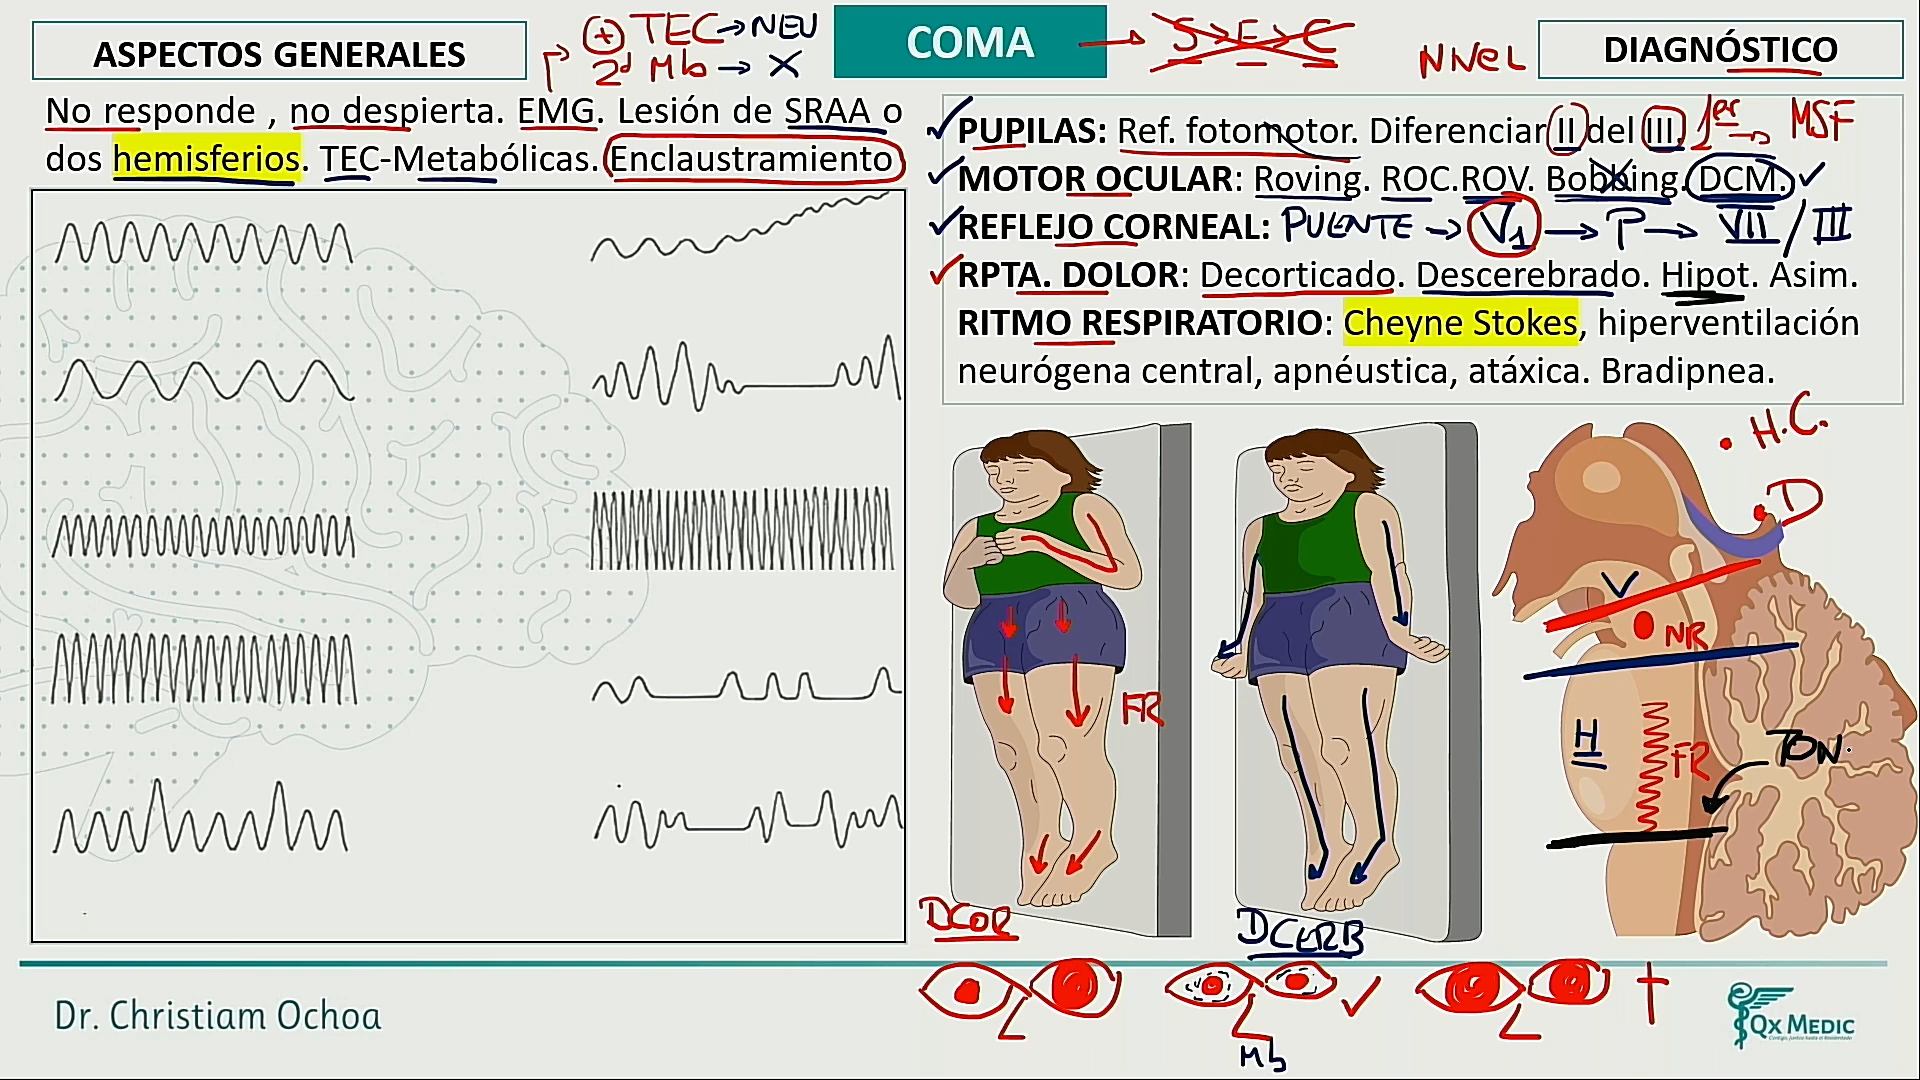 ASPECTOS GENERALES
(+) TEC → NEU
2d Mb → X
COMA → S > E > C
NIVEL
DIAGNÓSTICO
No responde , no despierta. EMG. Lesión de SRAA o
dos hemisferios. TEC-Metabólicas. Enclaustramiento
PUPILAS: Ref. fotomotor. Diferenciar II del III. 1er → MSF
MOTOR OCULAR: Roving. ROC.ROV. Bobbing. DCM.
REFLEJO CORNEAL: PUENTE → V1 → P → VII / III
RPTA. DOLOR: Decorticado. Descerebrado. Hipot. Asim.
RITMO RESPIRATORIO: Cheyne Stokes, hiperventilación
neurógena central, apnéustica, atáxica. Bradipnea.
H.C.
D
V
NR
FR
H
FR
TON.
DCOR
DCERB
Mb
Dr. Christiam Ochoa
QX MEDIC